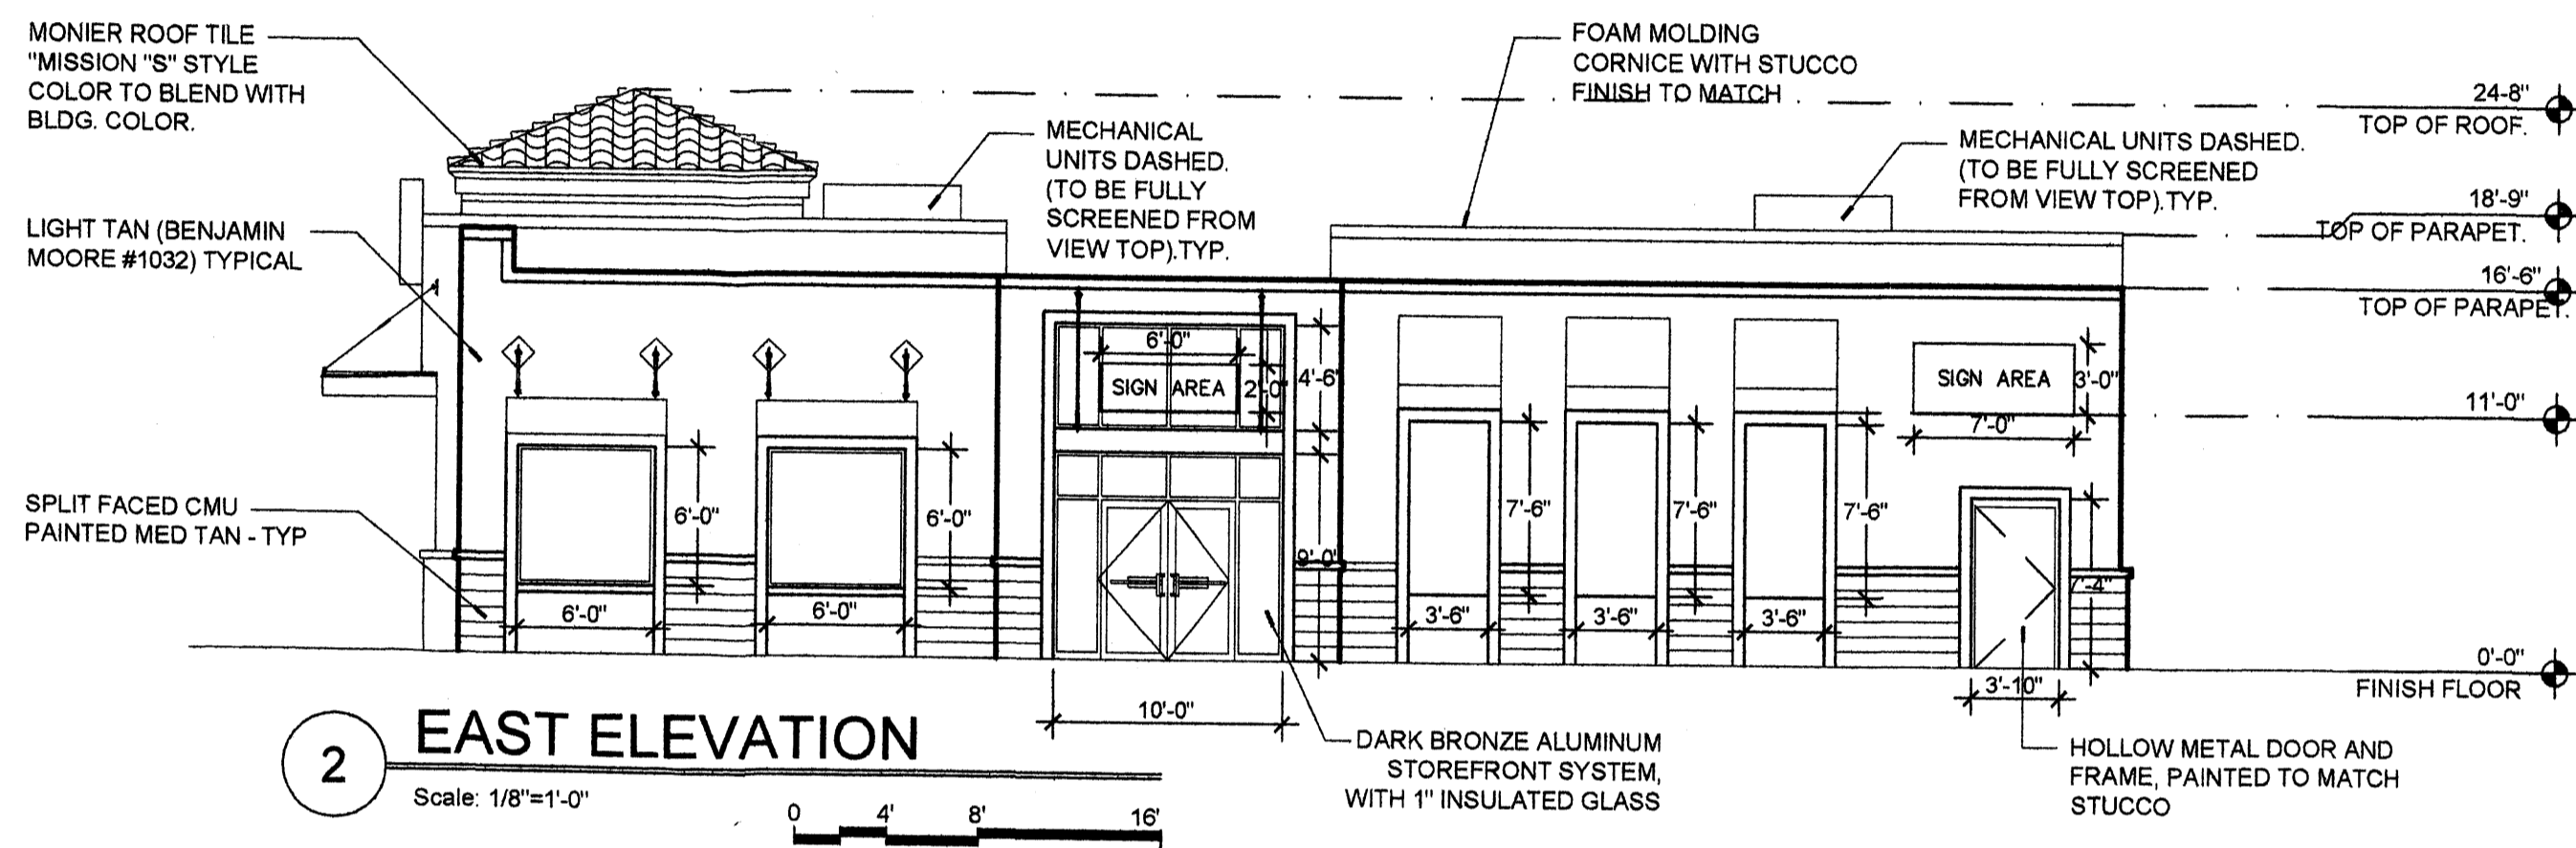 MONIER ROOF TILE
"MISSION "S" STYLE
COLOR TO BLEND WITH
BLDG. COLOR.
LIGHT TAN (BENJAMIN
MOORE #1032) TYPICAL
SPLIT FACED CMU
PAINTED MED TAN - TYP
MECHANICAL
UNITS DASHED.
(TO BE FULLY
SCREENED FROM
VIEW TOP).TYP.
FOAM MOLDING
CORNICE WITH STUCCO
FINISH TO MATCH
MECHANICAL UNITS DASHED.
(TO BE FULLY SCREENED
FROM VIEW TOP).TYP.
24-8"
TOP OF ROOF.
18'-9"
TOP OF PARAPET.
16'-6"
TOP OF PARAPET.
11'-0"
0'-0"
FINISH FLOOR
6'-0"
6'-0"
6'-0"
6'-0"
6'-0"
SIGN AREA
2'-0"
4'-6"
9'-0"
10'-0"
7'-6"
7'-6"
7'-6"
3'-6"
3'-6"
3'-6"
SIGN AREA
3'-0"
7'-0"
7'-4"
3'-10"
DARK BRONZE ALUMINUM
STOREFRONT SYSTEM,
WITH 1" INSULATED GLASS
HOLLOW METAL DOOR AND
FRAME, PAINTED TO MATCH
STUCCO
2
EAST ELEVATION
Scale: 1/8"=1'-0"
0 4' 8' 16'